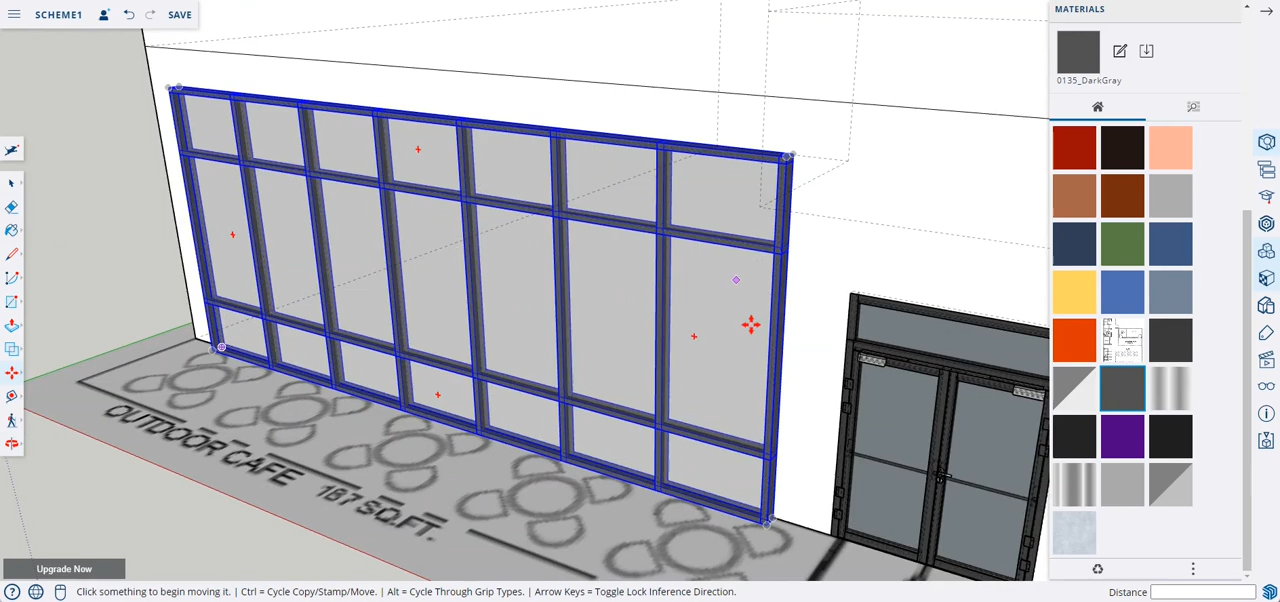 SCHEME1
SAVE
MATERIALS
0135_DarkGray
OUTDOOR CAFE 187 SQ.FT.
Upgrade Now
Click something to begin moving it. | Ctrl = Cycle Copy/Stamp/Move. | Alt = Cycle Through Grip Types. | Arrow Keys = Toggle Lock Inference Direction.
Distance